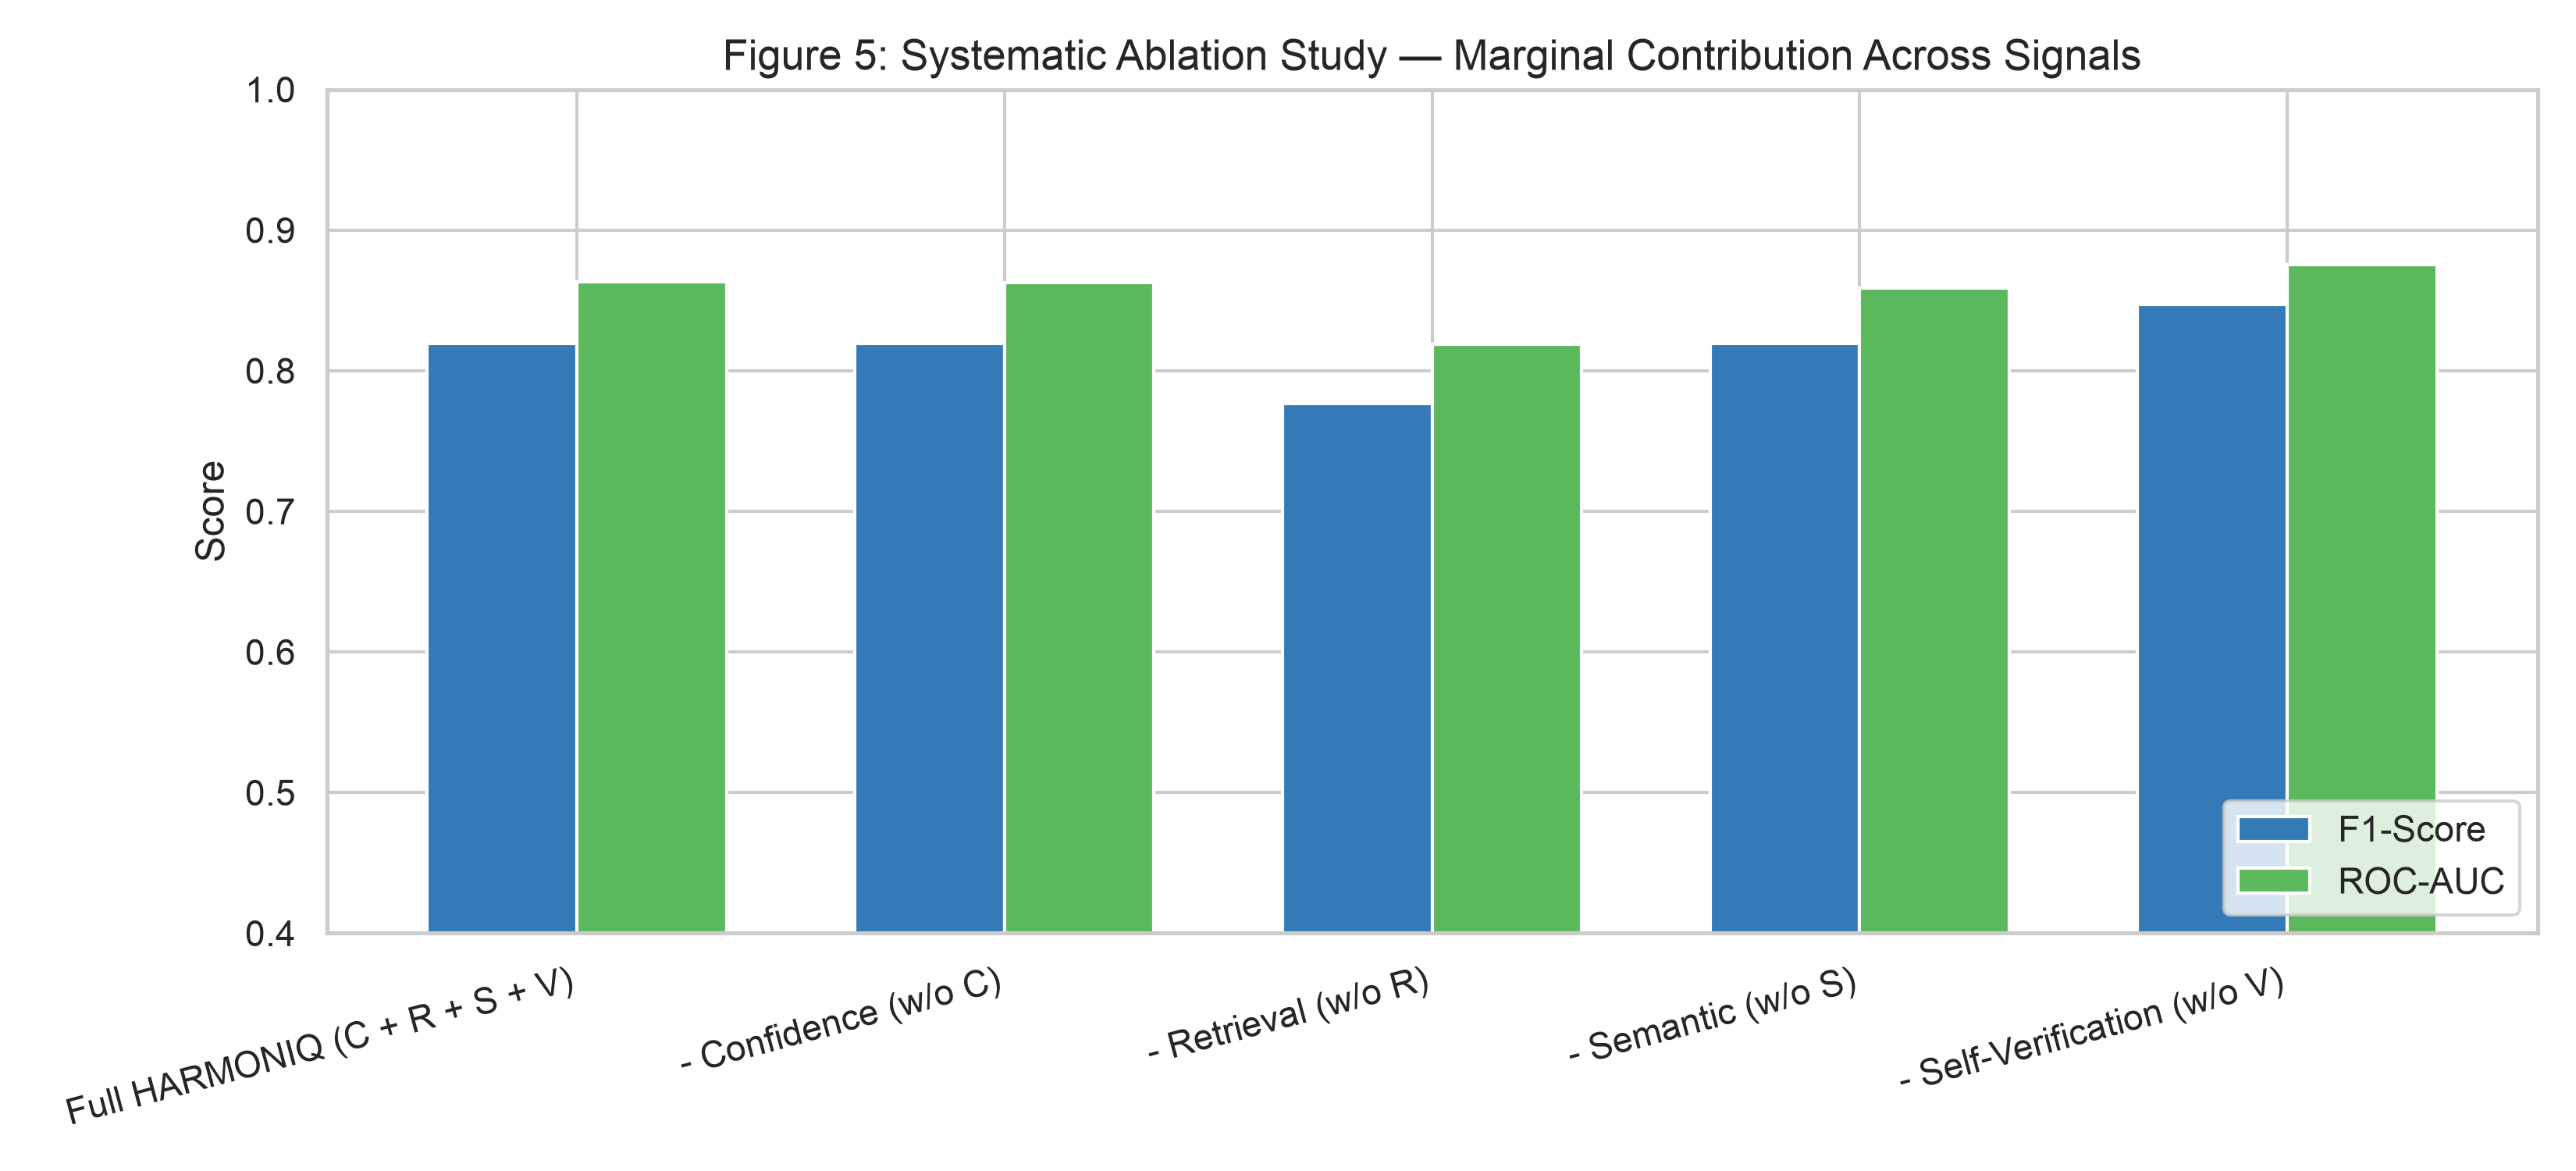 Figure 5: Systematic Ablation Study — Marginal Contribution Across Signals
1.0
0.9
0.8
0.7
0.6
0.5
0.4
Score
Full HARMONIQ (C + R + S + V)
- Confidence (w/o C)
- Retrieval (w/o R)
- Semantic (w/o S)
- Self-Verification (w/o V)
F1-Score
ROC-AUC